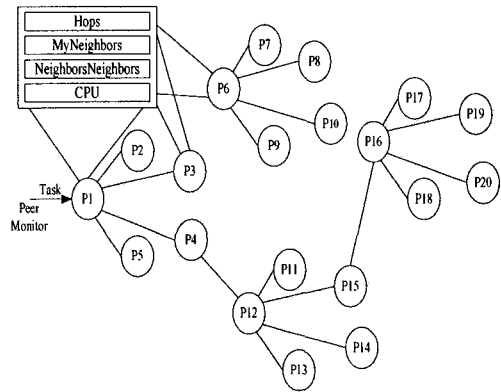 Hops
MyNeighbors
NeighborsNeighbors
CPU
P7
P8
P6
P10
P9
P17
P19
P16
P20
P18
P2
P3
Task
P1
Peer
Monitor
P5
P4
P11
P15
P12
P14
P13